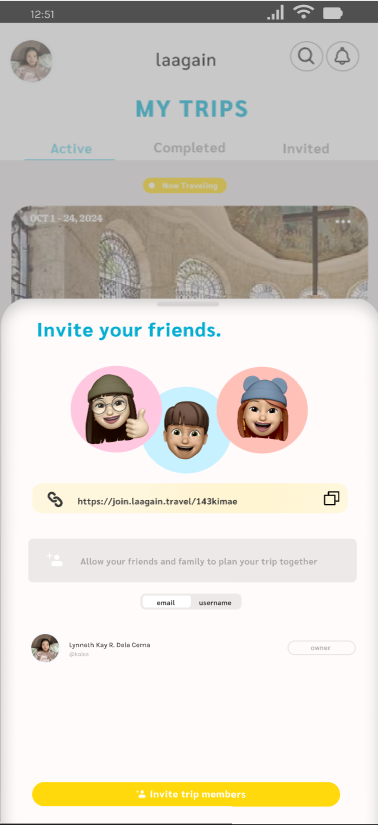 12:51
laagain
MY TRIPS
Active Completed Invited
Now Traveling
OCT 1 - 24, 2024
Invite your friends.
https://join.laagain.travel/143kimae
Allow your friends and family to plan your trip together
email username
Lynnath Kay R. Dela Cerna
owner
Invite trip members